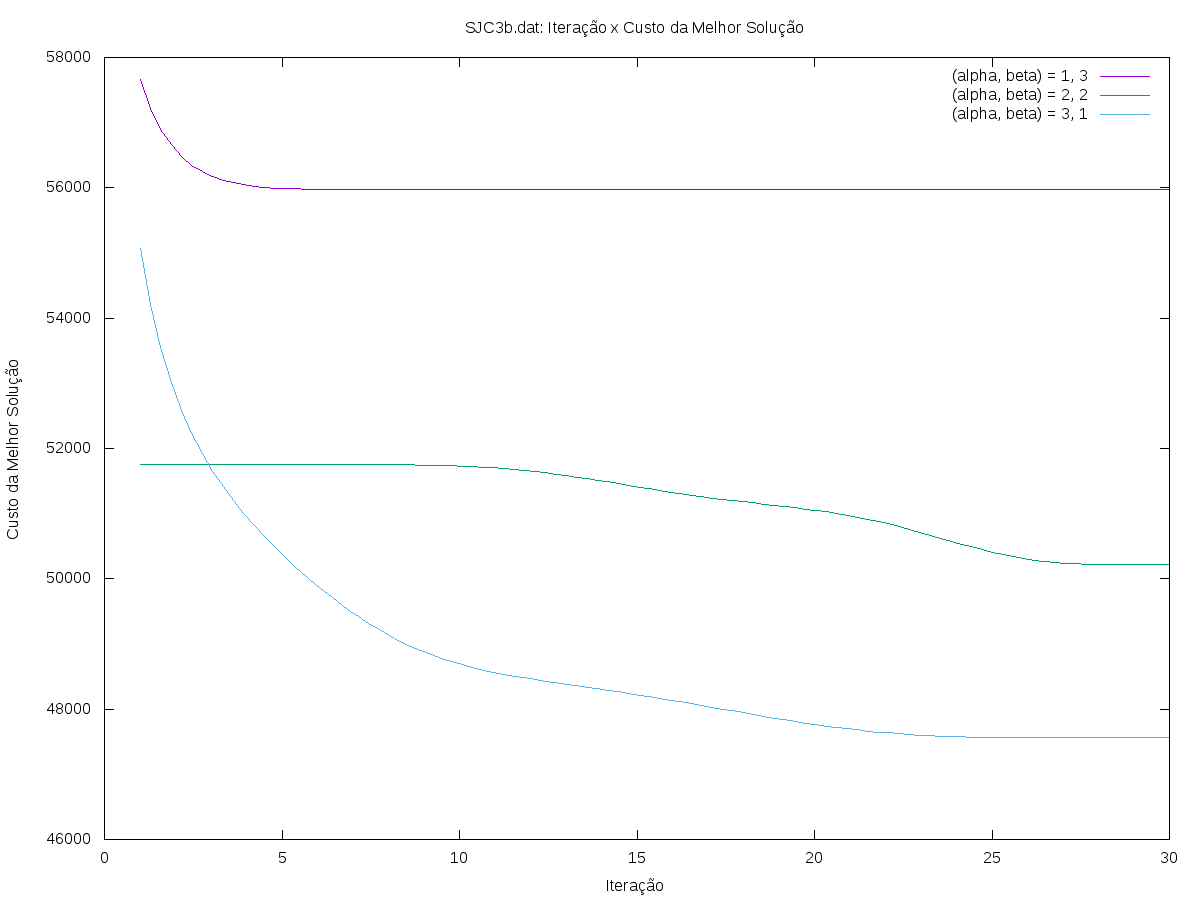 SJC3b.dat: Iteração x Custo da Melhor Solução
58000
56000
54000
52000
50000
48000
46000
Custo da Melhor Solução
(alpha, beta) = 1, 3
(alpha, beta) = 2, 2
(alpha, beta) = 3, 1
0 5 10 15 20 25 30
Iteração